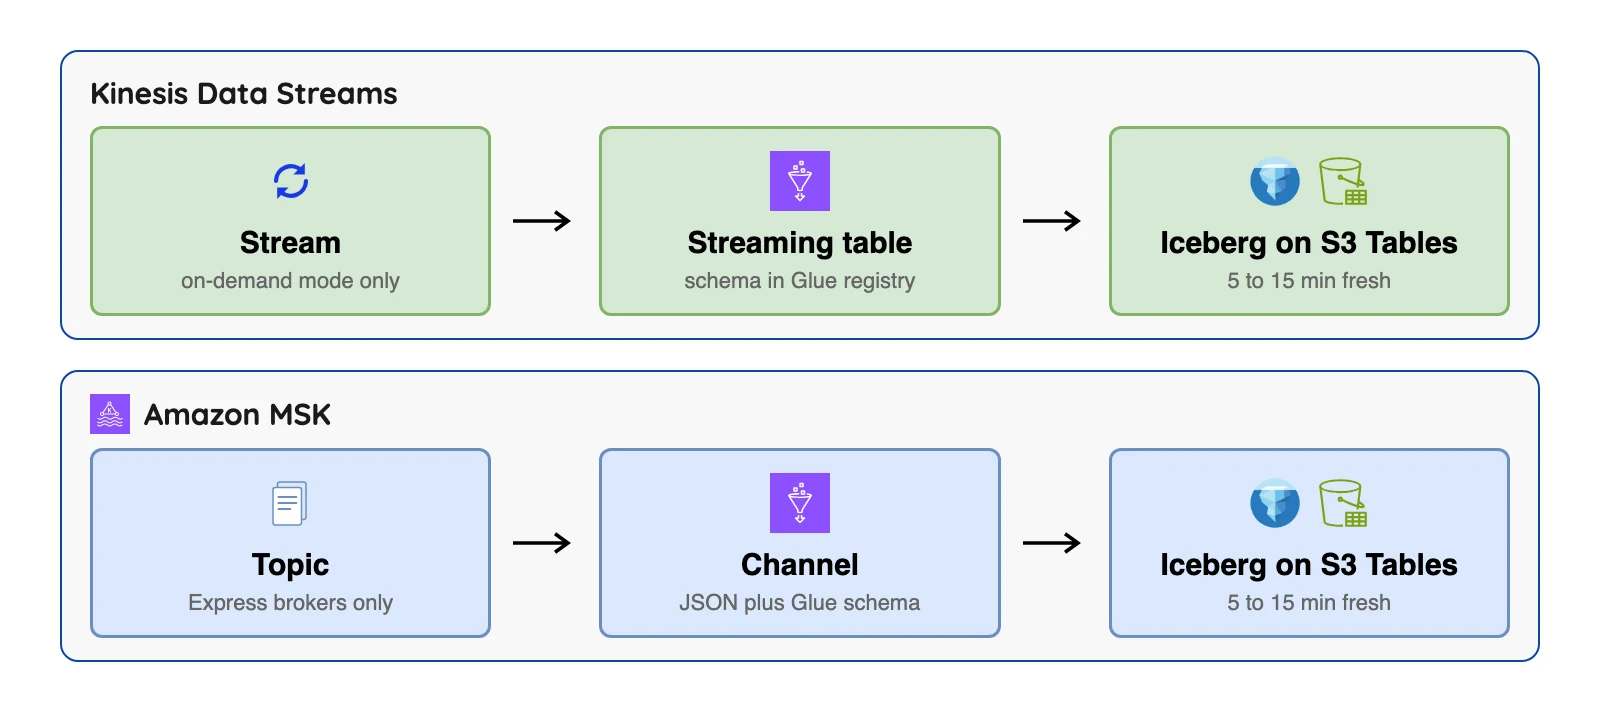 Kinesis Data Streams
Stream
on-demand mode only
Streaming table
schema in Glue registry
Iceberg on S3 Tables
5 to 15 min fresh
Amazon MSK
Topic
Express brokers only
Channel
JSON plus Glue schema
Iceberg on S3 Tables
5 to 15 min fresh